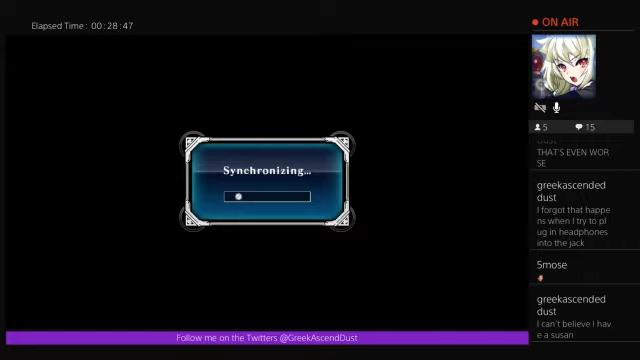 Elapsed Time : 00:28:47
ON AIR
5
15
THAT'S EVEN WOR
SE
greekascended
dust
I forgot that happe
ns when I try to pl
ug in headphones
into the jack
5mose
greekascended
dust
I can't believe I hav
e a susan
Synchronizing...
Follow me on the Twitters @GreekAscendDust